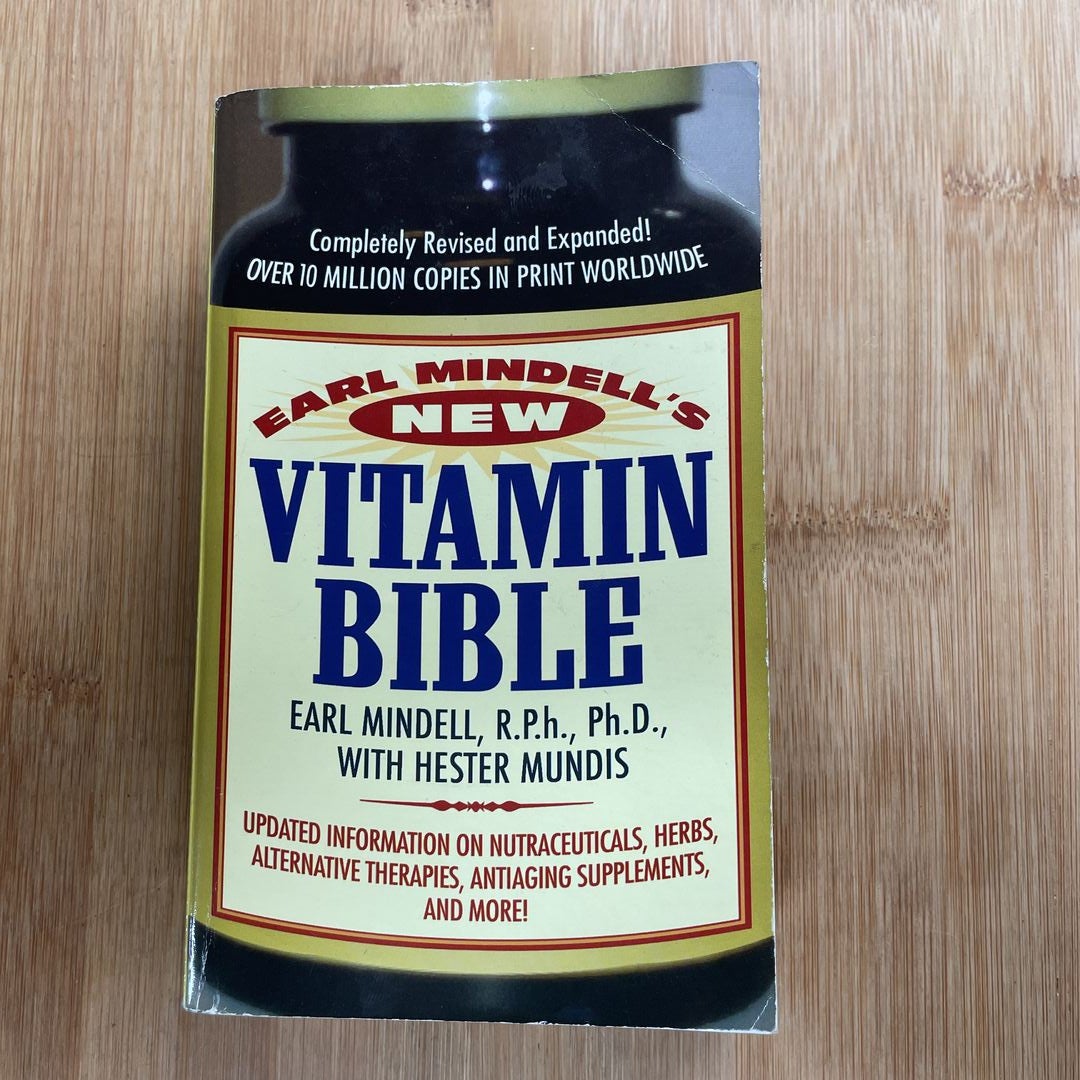 Completely Revised and Expanded!
OVER 10 MILLION COPIES IN PRINT WORLDWIDE
EARL MINDELL'S
NEW
VITAMIN
BIBLE
EARL MINDELL, R.P.h., Ph.D.,
WITH HESTER MUNDIS
UPDATED INFORMATION ON NUTRACEUTICALS, HERBS,
ALTERNATIVE THERAPIES, ANTIAGING SUPPLEMENTS,
AND MORE!